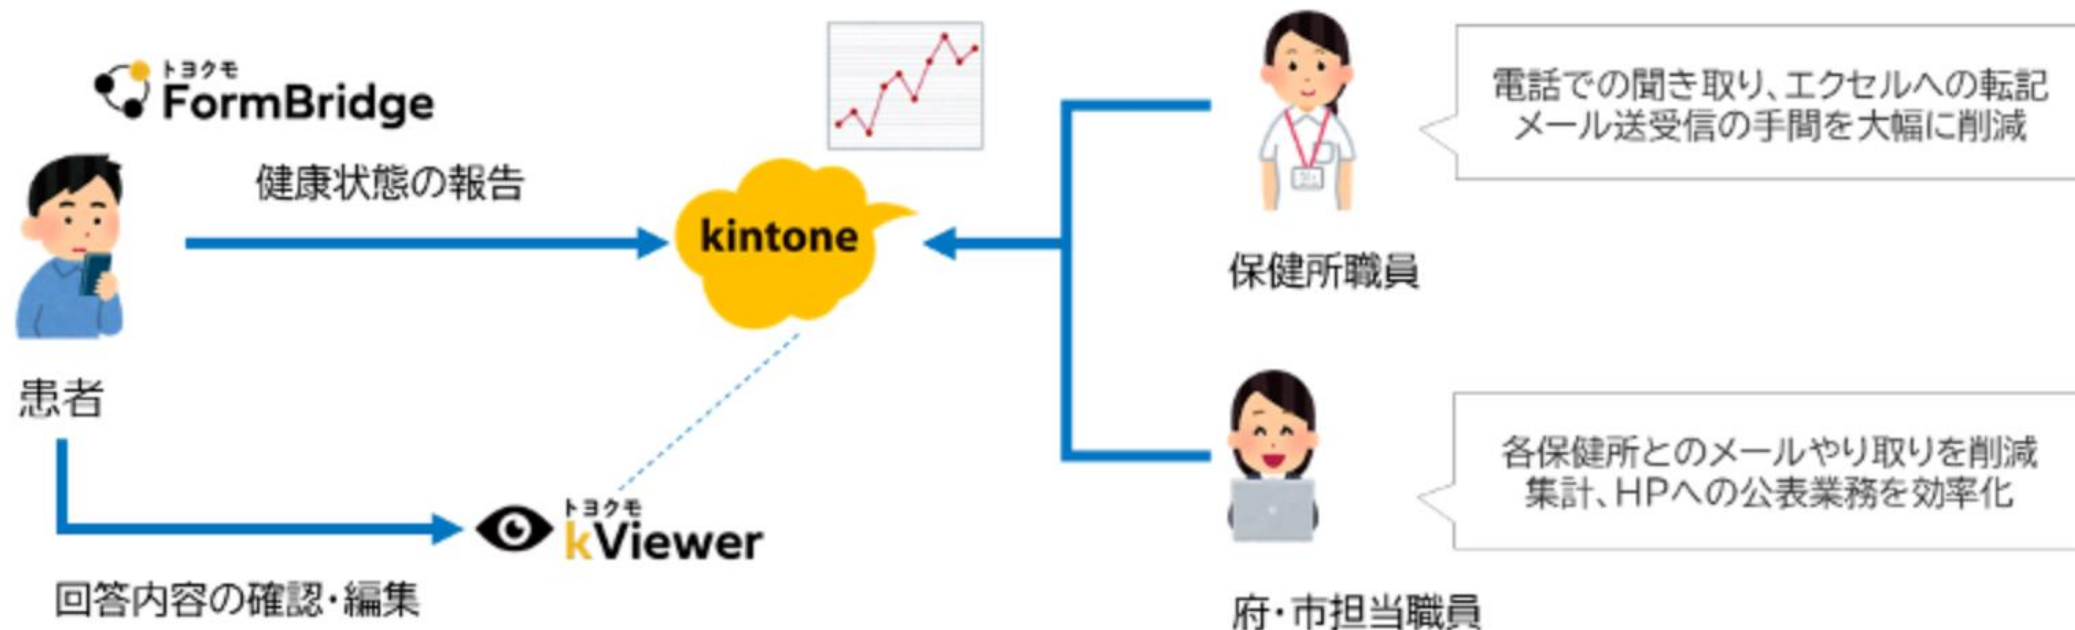 トヨクモ
FormBridge
健康状態の報告
kintone
患者
トヨクモ
kViewer
回答内容の確認・編集
保健所職員
電話での聞き取り、エクセルへの転記
メール送受信の手間を大幅に削減
府・市担当職員
各保健所とのメールやり取りを削減
集計、HPへの公表業務を効率化